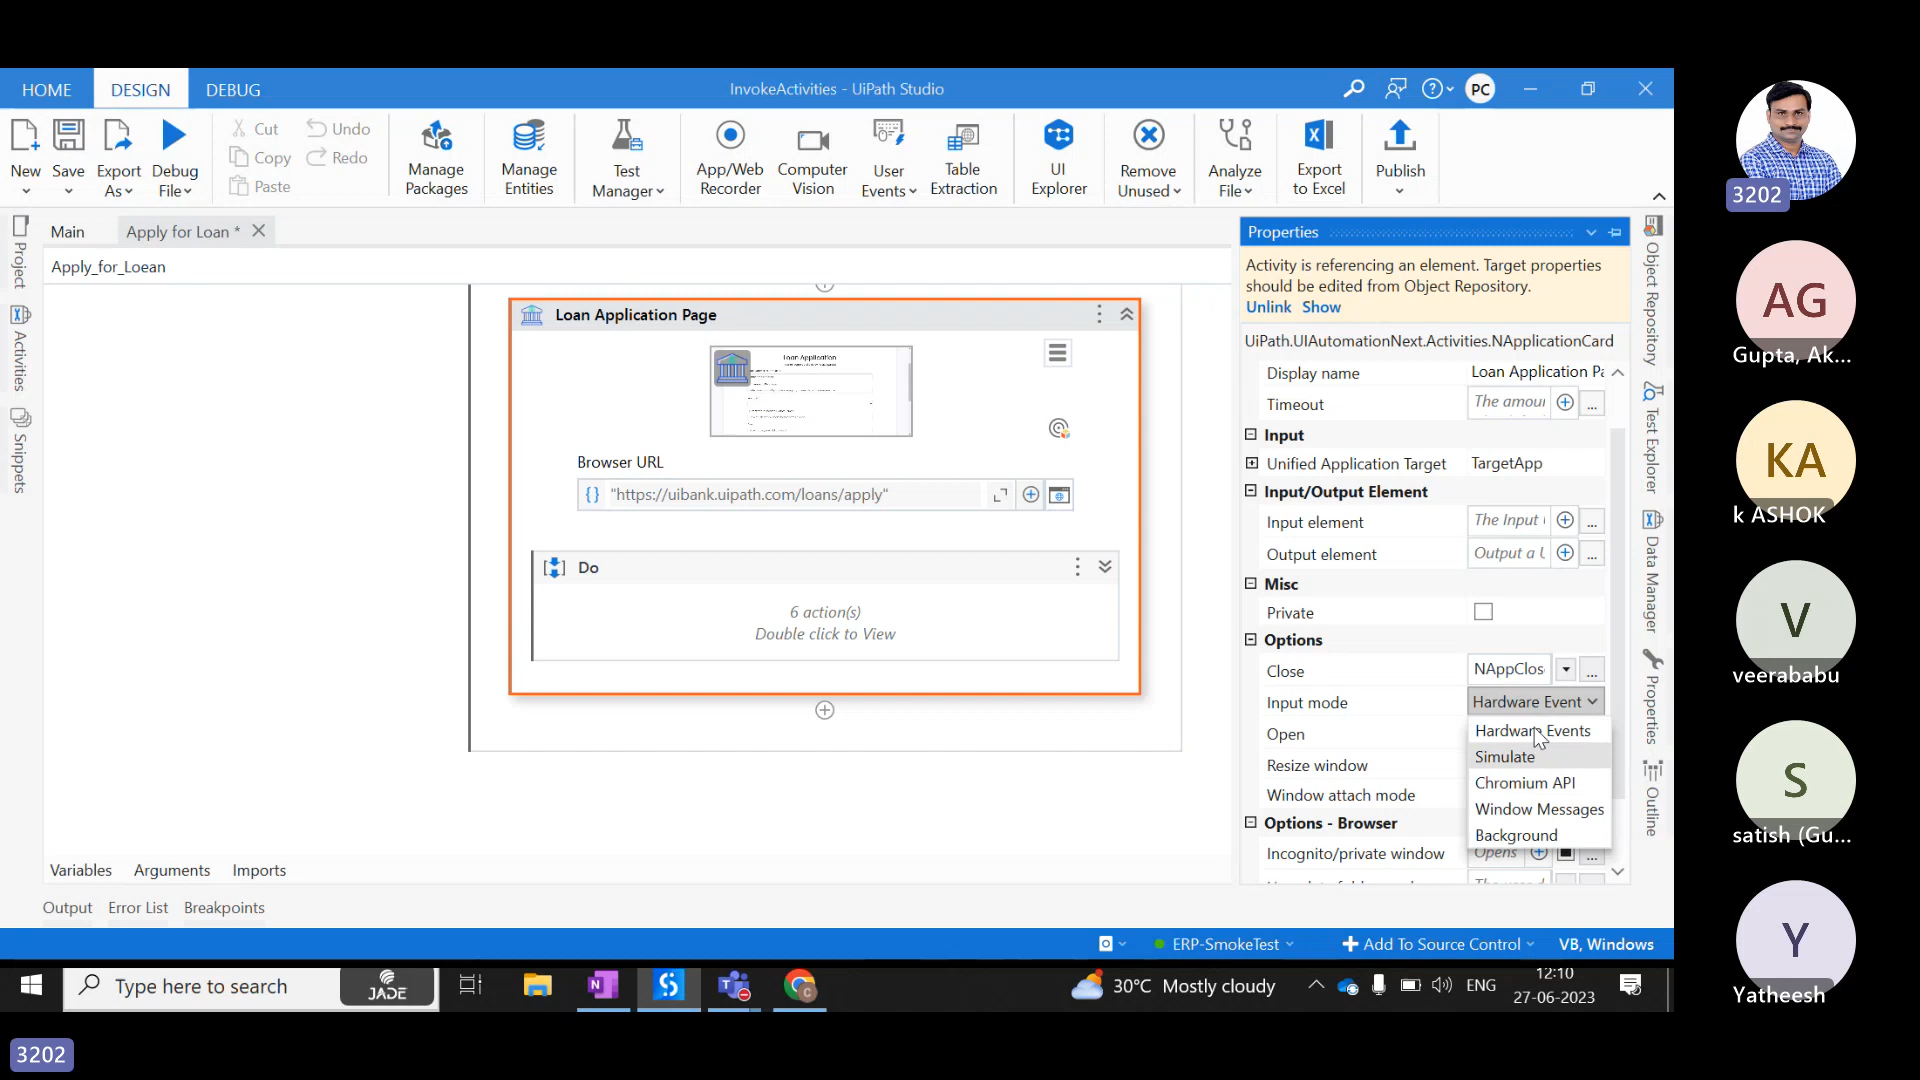 HOME DESIGN DEBUG InvokeActivities - UiPath Studio PC
New Save Export As Debug File
Cut Copy Paste Undo Redo
Manage Packages Manage Entities Test Manager App/Web Recorder Computer Vision User Events Table Extraction UI Explorer Remove Unused Analyze File Export to Excel Publish
Main Apply for Loan *
Apply_for_Loean
Project
Activities
Snippets
Loan Application Page
Loan Application
Browser URL
"https://uibank.uipath.com/loans/apply"
Do
6 action(s)
Double click to View
Variables Arguments Imports
Output Error List Breakpoints
Properties
Activity is referencing an element. Target properties
should be edited from Object Repository.
Unlink Show
UiPath.UIAutomationNext.Activities.NApplicationCard
Display name Loan Application Pa
Timeout The amour ...
Input
Unified Application Target TargetApp
Input/Output Element
Input element The Input ...
Output element Output a U ...
Misc
Private
Options
Close NAppClos ...
Input mode Hardware Event
Open Hardware Events
Simulate
Resize window Chromium API
Window attach mode Window Messages
Options - Browser Background
Incognito/private window Opens ...
Object Repository
Test Explorer
Data Manager
Properties
Outline
ERP-SmokeTest Add To Source Control VB, Windows
Type here to search JADE 30°C Mostly cloudy ENG 12:10
27-06-2023
3202
3202
AG
Gupta, Ak...
KA
k ASHOK
V
veerababu
S
satish (Gu...
Y
Yatheesh